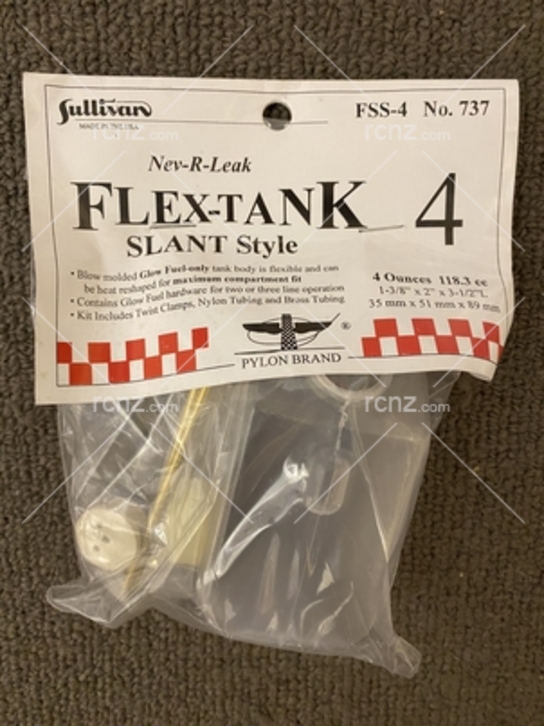 Sullivan
MADE IN THE USA
FSS-4 No. 737
Nev-R-Leak
FLEX-TANK 4
SLANT Style
• Blow molded Glow Fuel-only tank body is flexible and can
be heat reshaped for maximum compartment fit
• Contains Glow Fuel hardware for two or three line operation
• Kit Includes Twist Clamps, Nylon Tubing and Brass Tubing
4 Ounces 118.3 cc
1-3/8" x 2" x 3-1/2"L
35 mm x 51 mm x 89 mm
®
PYLON BRAND
rcnz.com
rcnz.com
rcnz.com
rcnz.com